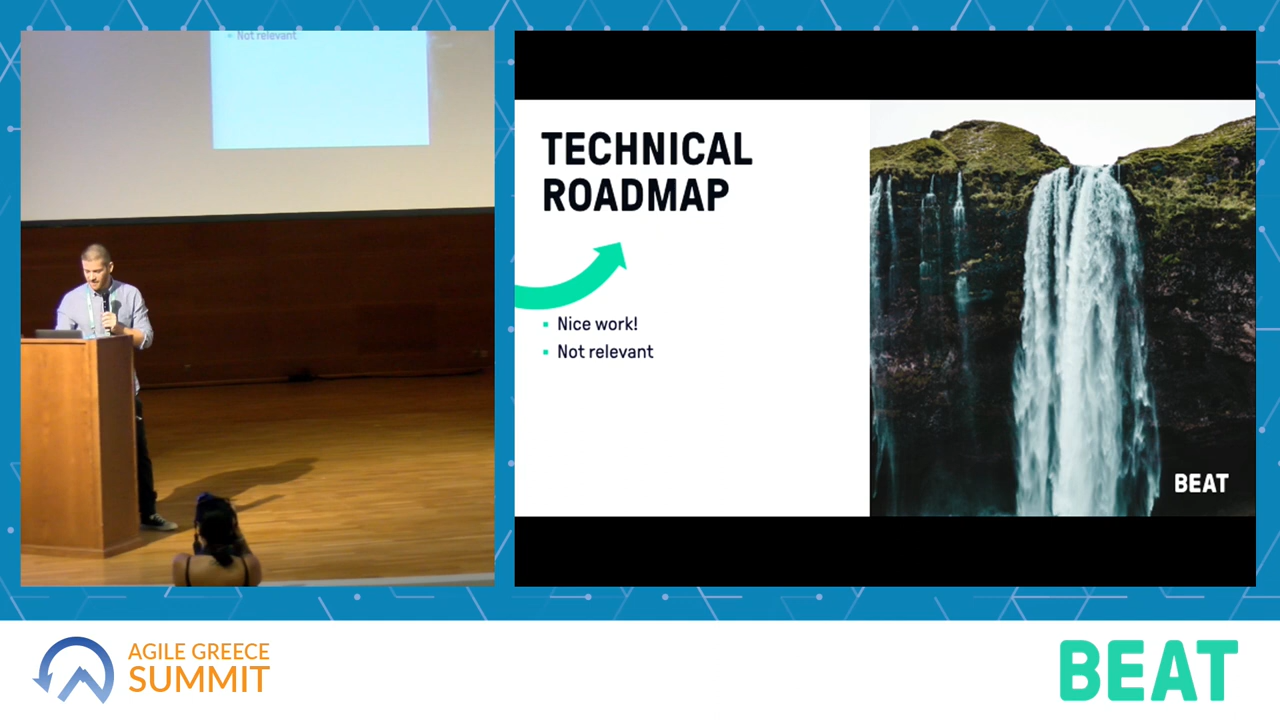 Not relevant
TECHNICAL
ROADMAP
Nice work!
Not relevant
BEAT
AGILE GREECE
SUMMIT
BEAT